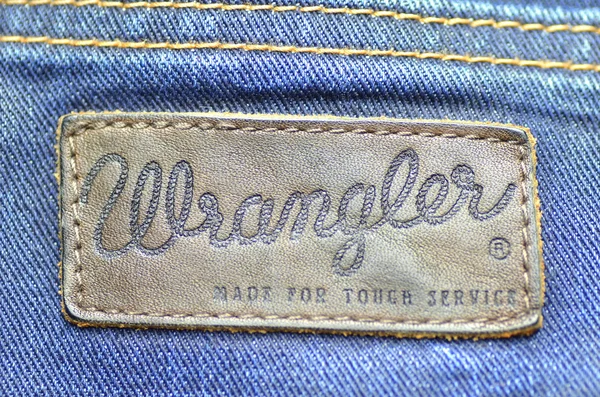 Wrangler
®
MADE FOR TOUGH SERVICE